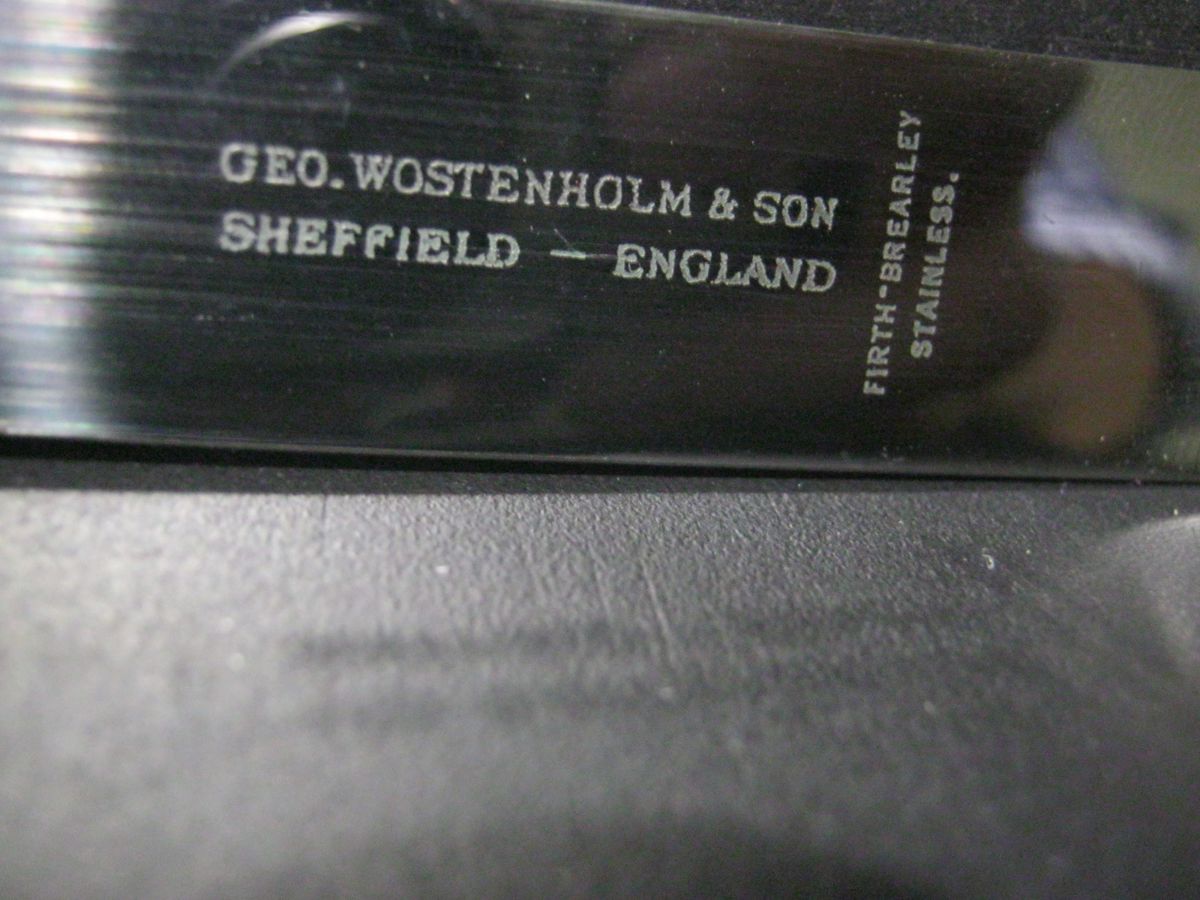 GEO. WOSTENHOLM & SON
SHEFFIELD — ENGLAND
FIRTH-BREARLEY
STAINLESS.